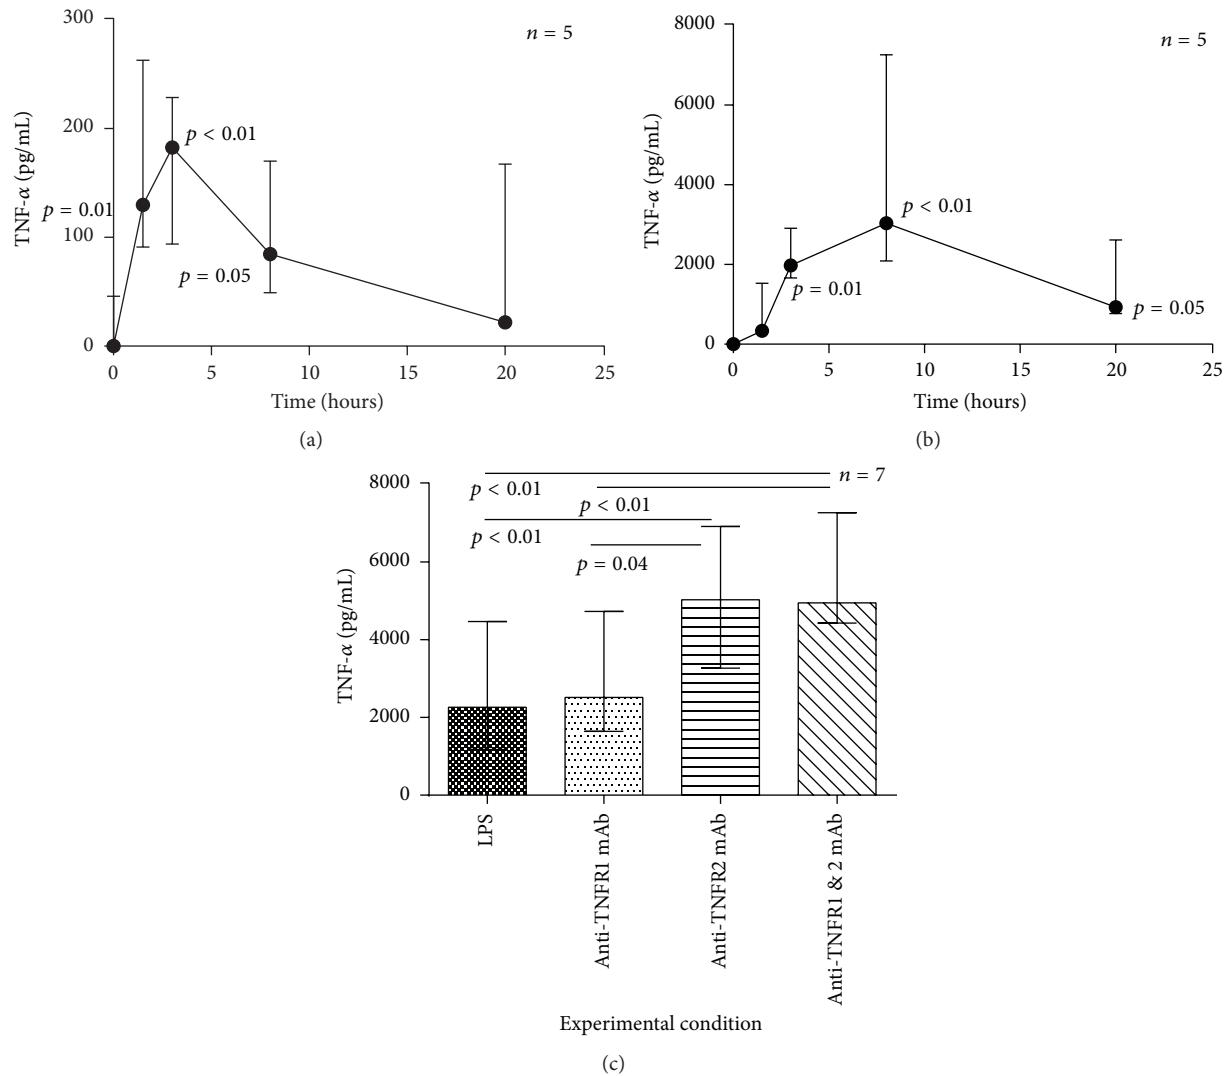 300
200
100
0
TNF-α (pg/mL)
n = 5
p < 0.01
p = 0.01
p = 0.05
0 5 10 15 20 25
Time (hours)
(a)
8000
6000
4000
2000
0
TNF-α (pg/mL)
n = 5
p < 0.01
p = 0.01
p = 0.05
0 5 10 15 20 25
Time (hours)
(b)
8000
6000
4000
2000
0
TNF-α (pg/mL)
n = 7
p < 0.01
p < 0.01
p < 0.01
p = 0.04
LPS
Anti-TNFR1 mAb
Anti-TNFR2 mAb
Anti-TNFR1 & 2 mAb
Experimental condition
(c)